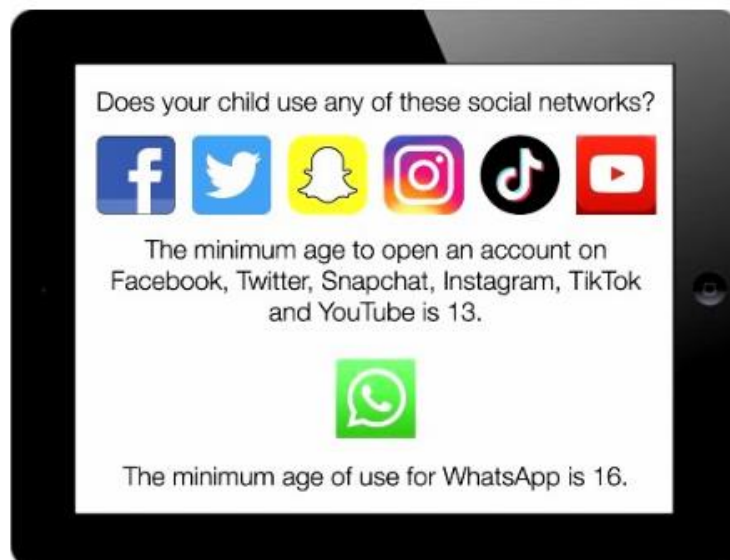 Does your child use any of these social networks?
The minimum age to open an account on
Facebook, Twitter, Snapchat, Instagram, TikTok
and YouTube is 13.
The minimum age of use for WhatsApp is 16.